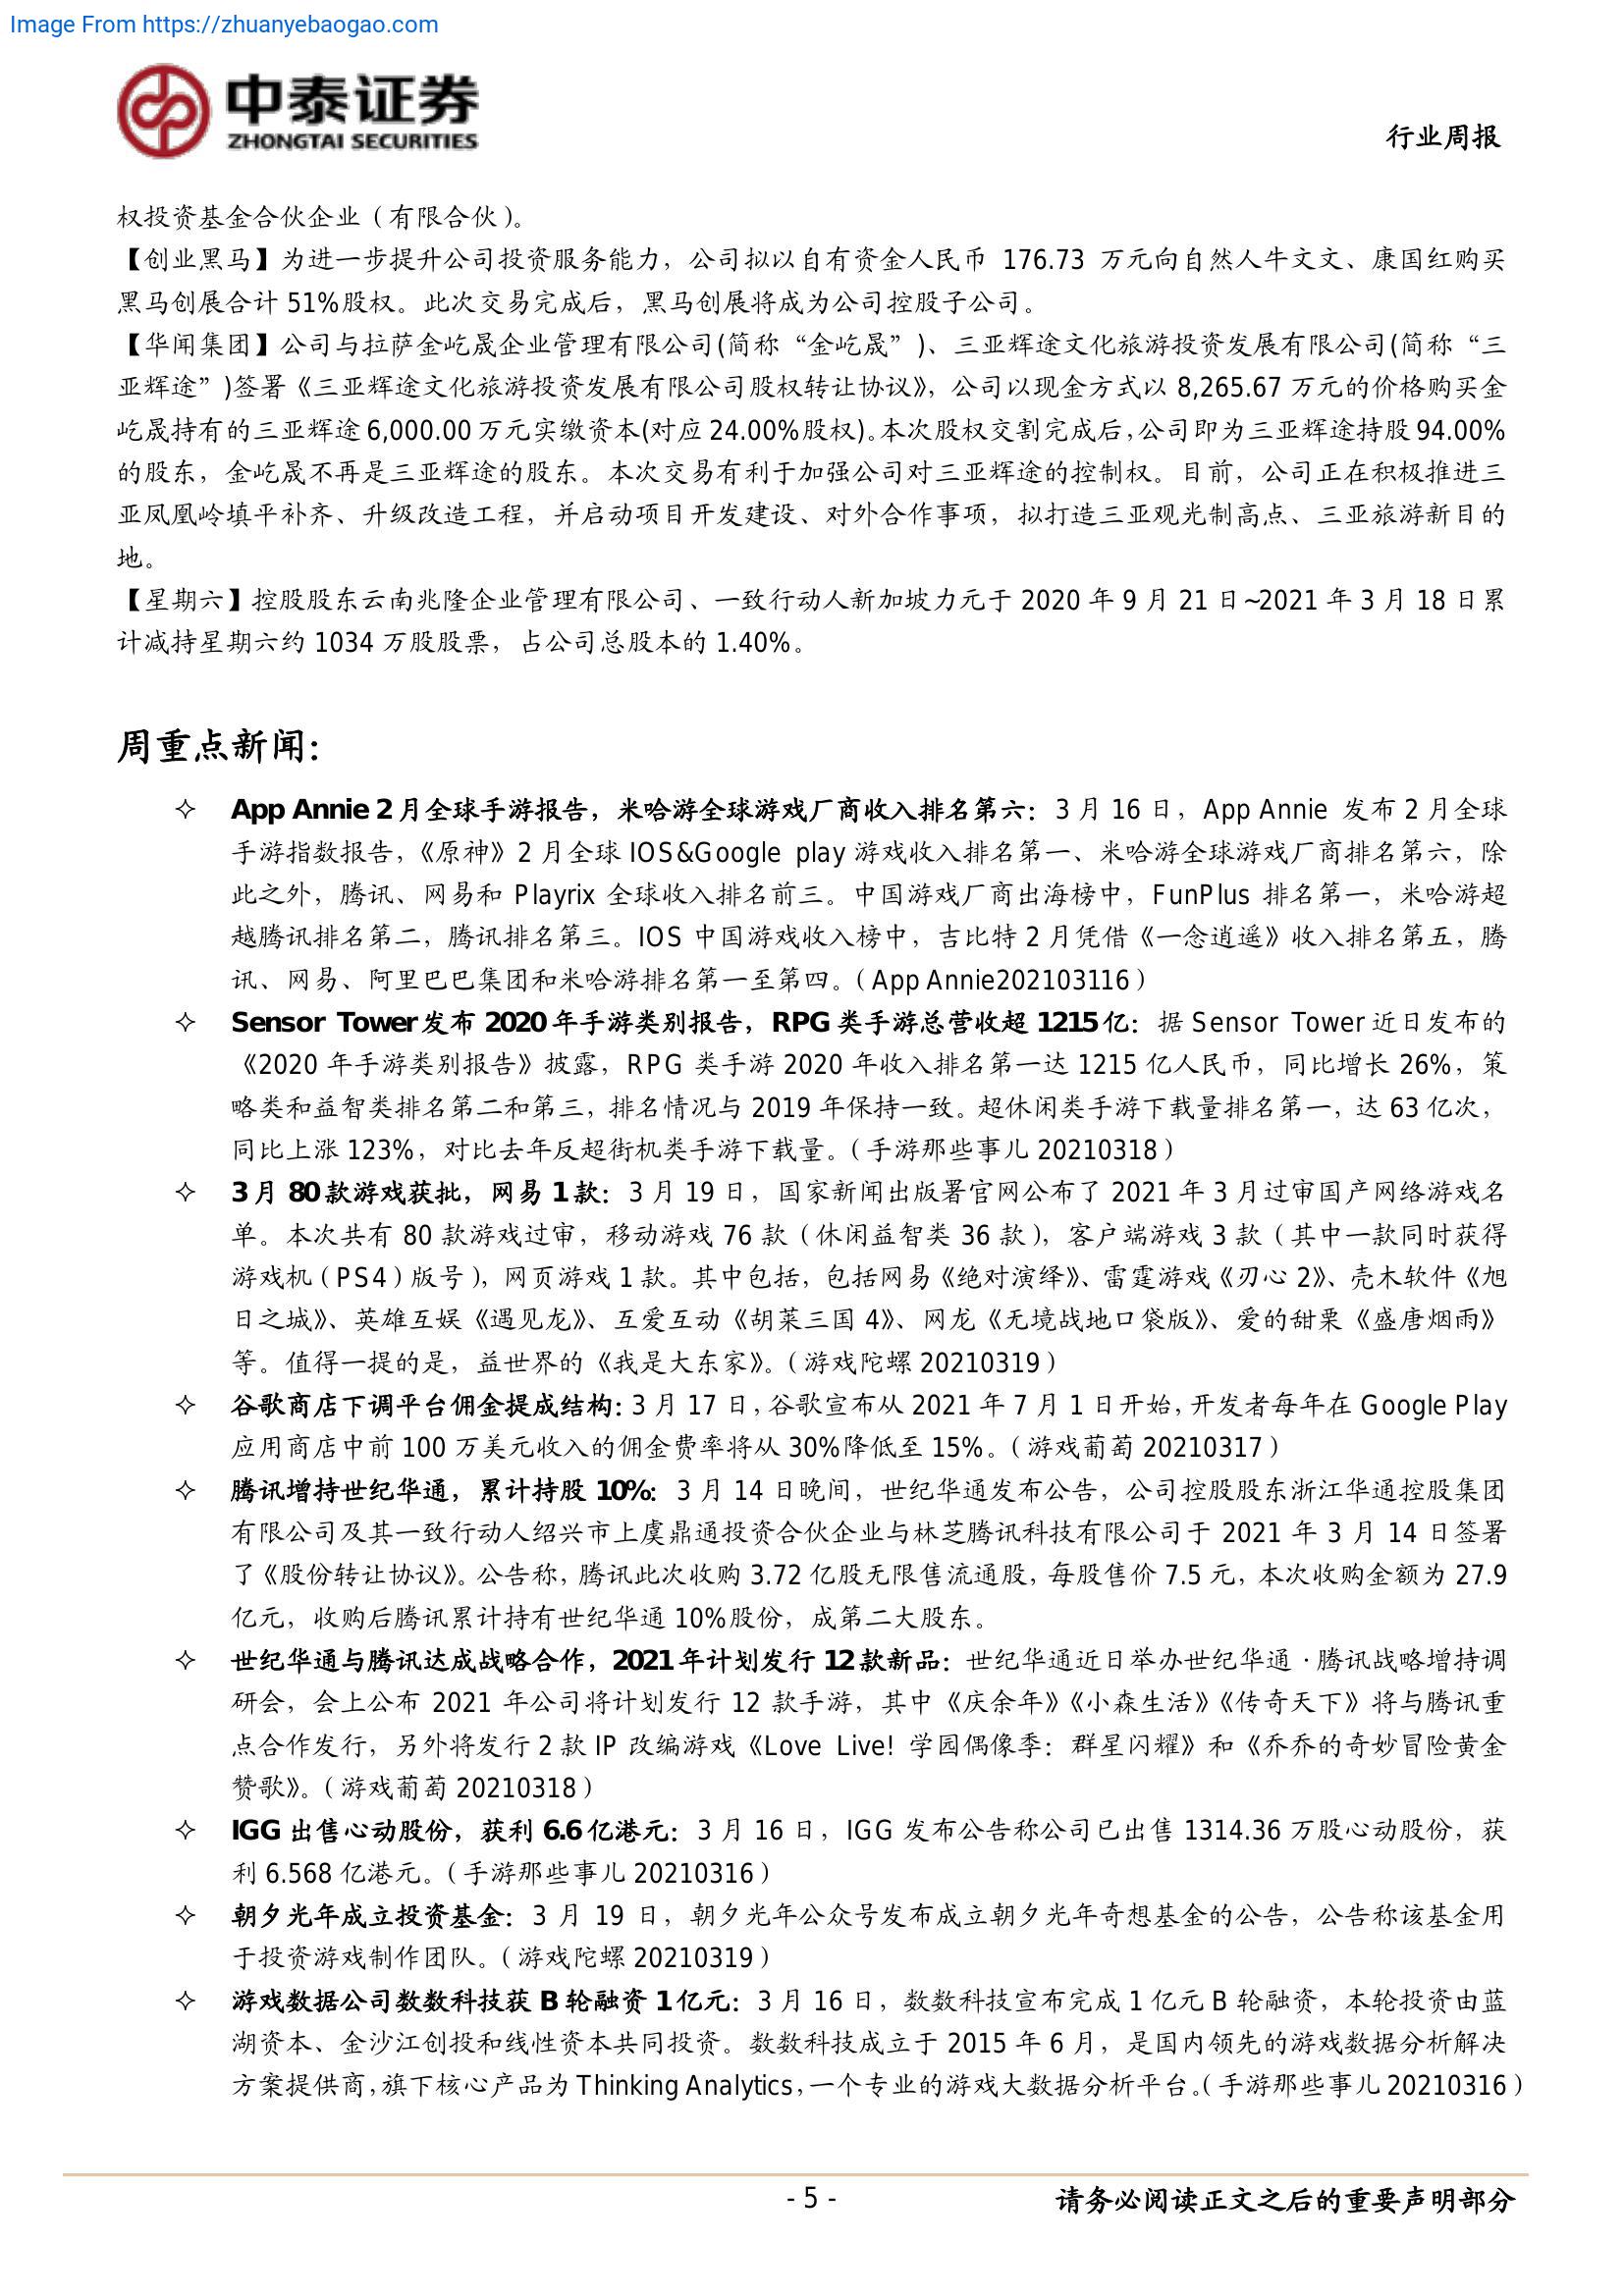 Image From https://zhuanyebaogao.com
中泰证券
ZHONGTAI SECURITIES
行业周报
权投资基金合伙企业（有限合伙）。
【创业黑马】为进一步提升公司投资服务能力，公司拟以自有资金人民币 176.73 万元向自然人牛文文、康国红购买
黑马创展合计 51%股权。此次交易完成后，黑马创展将成为公司控股子公司。
【华闻集团】公司与拉萨金屹晟企业管理有限公司(简称“金屹晟”)、三亚辉途文化旅游投资发展有限公司(简称“三
亚辉途”)签署《三亚辉途文化旅游投资发展有限公司股权转让协议》，公司以现金方式以 8,265.67 万元的价格购买金
屹晟持有的三亚辉途 6,000.00 万元实缴资本(对应 24.00%股权)。本次股权交割完成后，公司即为三亚辉途持股 94.00%
的股东，金屹晟不再是三亚辉途的股东。本次交易有利于加强公司对三亚辉途的控制权。目前，公司正在积极推进三
亚凤凰岭填平补齐、升级改造工程，并启动项目开发建设、对外合作事项，拟打造三亚观光制高点、三亚旅游新目的
地。
【星期六】控股股东云南兆隆企业管理有限公司、一致行动人新加坡力元于 2020 年 9 月 21 日~2021 年 3 月 18 日累
计减持星期六约 1034 万股股票，占公司总股本的 1.40%。
周重点新闻：
✧ App Annie 2 月全球手游报告，米哈游全球游戏厂商收入排名第六：3 月 16 日，App Annie 发布 2 月全球
手游指数报告，《原神》2 月全球 IOS&Google play 游戏收入排名第一、米哈游全球游戏厂商排名第六，除
此之外，腾讯、网易和 Playrix 全球收入排名前三。中国游戏厂商出海榜中，FunPlus 排名第一，米哈游超
越腾讯排名第二，腾讯排名第三。IOS 中国游戏收入榜中，吉比特 2 月凭借《一念逍遥》收入排名第五，腾
讯、网易、阿里巴巴集团和米哈游排名第一至第四。（App Annie202103116）
✧ Sensor Tower 发布 2020 年手游类别报告，RPG 类手游总营收超 1215 亿：据 Sensor Tower 近日发布的
《2020 年手游类别报告》披露，RPG 类手游 2020 年收入排名第一达 1215 亿人民币，同比增长 26%，策
略类和益智类排名第二和第三，排名情况与 2019 年保持一致。超休闲类手游下载量排名第一，达 63 亿次，
同比上涨 123%，对比去年反超街机类手游下载量。（手游那些事儿 20210318）
✧ 3 月 80 款游戏获批，网易 1 款：3 月 19 日，国家新闻出版署官网公布了 2021 年 3 月过审国产网络游戏名
单。本次共有 80 款游戏过审，移动游戏 76 款（休闲益智类 36 款），客户端游戏 3 款（其中一款同时获得
游戏机（PS4）版号），网页游戏 1 款。其中包括，包括网易《绝对演绎》、雷霆游戏《刃心 2》、壳木软件《旭
日之城》、英雄互娱《遇见龙》、互爱互动《胡莱三国 4》、网龙《无境战地口袋版》、爱的甜栗《盛唐烟雨》
等。值得一提的是，益世界的《我是大东家》。（游戏陀螺 20210319）
✧ 谷歌商店下调平台佣金提成结构：3 月 17 日，谷歌宣布从 2021 年 7 月 1 日开始，开发者每年在 Google Play
应用商店中前 100 万美元收入的佣金费率将从 30%降低至 15%。（游戏葡萄 20210317）
✧ 腾讯增持世纪华通，累计持股 10%：3 月 14 日晚间，世纪华通发布公告，公司控股股东浙江华通控股集团
有限公司及其一致行动人绍兴市上虞鼎通投资合伙企业与林芝腾讯科技有限公司于 2021 年 3 月 14 日签署
了《股份转让协议》。公告称，腾讯此次收购 3.72 亿股无限售流通股，每股售价 7.5 元，本次收购金额为 27.9
亿元，收购后腾讯累计持有世纪华通 10%股份，成第二大股东。
✧ 世纪华通与腾讯达成战略合作，2021 年计划发行 12 款新品：世纪华通近日举办世纪华通·腾讯战略增持调
研会，会上公布 2021 年公司将计划发行 12 款手游，其中《庆余年》《小森生活》《传奇天下》将与腾讯重
点合作发行，另外将发行 2 款 IP 改编游戏《Love Live! 学园偶像季：群星闪耀》和《乔乔的奇妙冒险黄金
赞歌》。（游戏葡萄 20210318）
✧ IGG 出售心动股份，获利 6.6 亿港元：3 月 16 日，IGG 发布公告称公司已出售 1314.36 万股心动股份，获
利 6.568 亿港元。（手游那些事儿 20210316）
✧ 朝夕光年成立投资基金：3 月 19 日，朝夕光年公众号发布成立朝夕光年奇想基金的公告，公告称该基金用
于投资游戏制作团队。（游戏陀螺 20210319）
✧ 游戏数据公司数数科技获 B 轮融资 1 亿元：3 月 16 日，数数科技宣布完成 1 亿元 B 轮融资，本轮投资由蓝
湖资本、金沙江创投和线性资本共同投资。数数科技成立于 2015 年 6 月，是国内领先的游戏数据分析解决
方案提供商，旗下核心产品为 Thinking Analytics，一个专业的游戏大数据分析平台。（手游那些事儿 20210316）
- 5 -
请务必阅读正文之后的重要声明部分